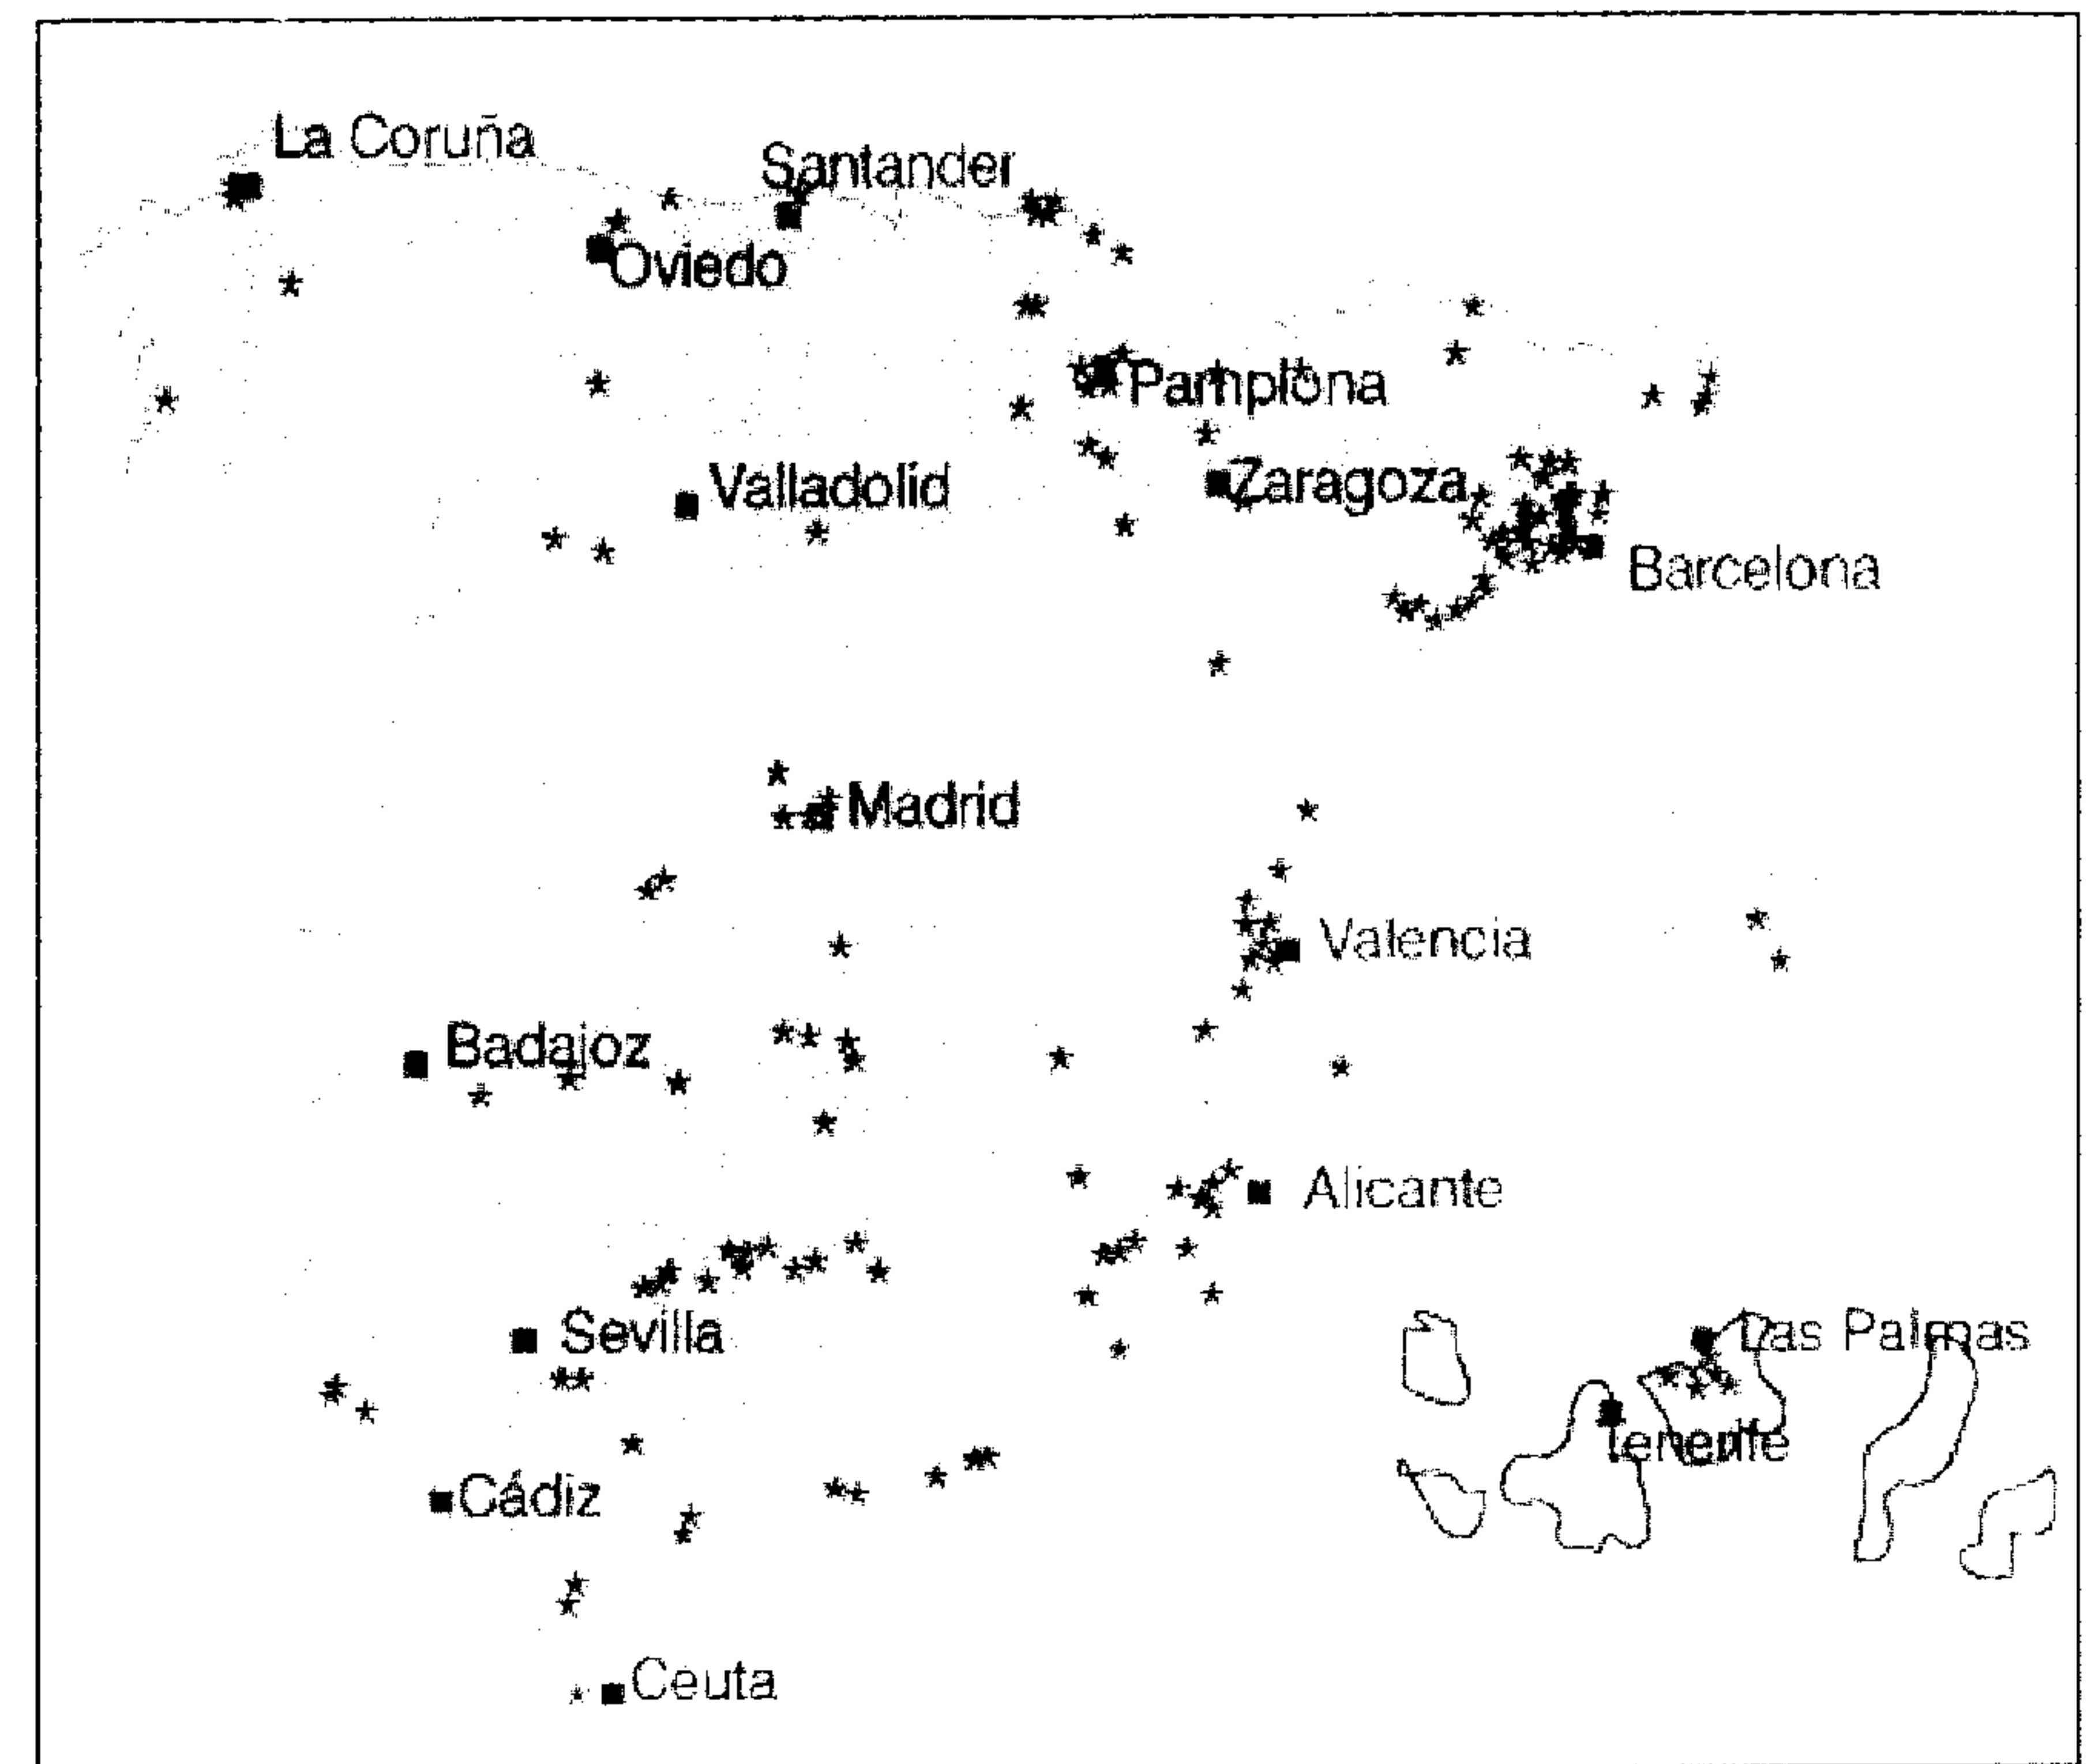 La Coruña
Santander
Oviedo
Pamplona
Valladolid
Zaragoza
Barcelona
Madrid
Valencia
Badajoz
Alicante
Sevilla
Las Palmas
tenerife
Cádiz
Ceuta